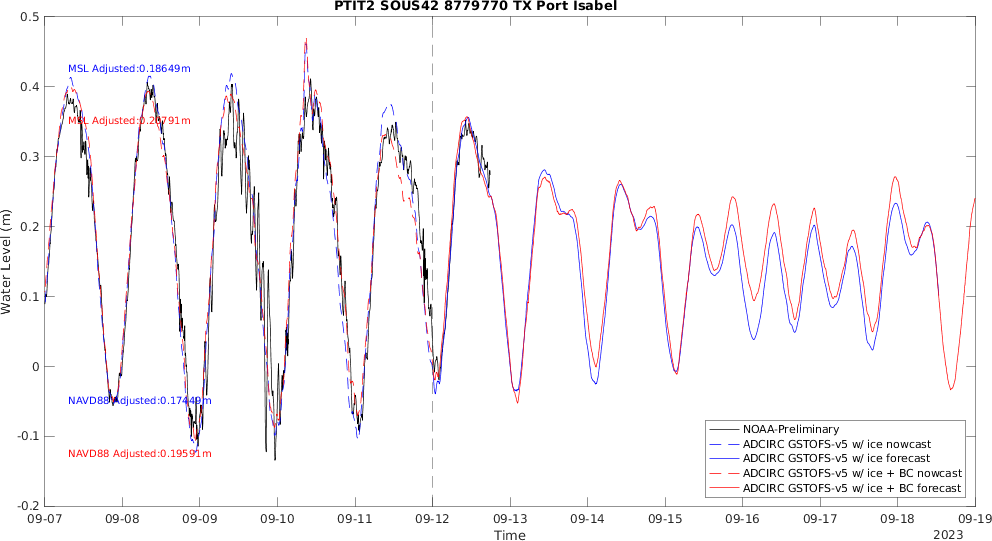 PTIT2 SOUS42 8779770 TX Port Isabel
0.5
0.4
0.3
0.2
0.1
0
-0.1
-0.2
Water Level (m)
MSL Adjusted:0.18649m
MSL Adjusted:0.20791m
NAVD88 Adjusted:0.17449m
NAVD88 Adjusted:0.19591m
NOAA-Preliminary
ADCIRC GSTOFS-v5 w/ ice nowcast
ADCIRC GSTOFS-v5 w/ ice forecast
ADCIRC GSTOFS-v5 w/ ice + BC nowcast
ADCIRC GSTOFS-v5 w/ ice + BC forecast
09-07 09-08 09-09 09-10 09-11 09-12 09-13 09-14 09-15 09-16 09-17 09-18 09-19
Time
2023